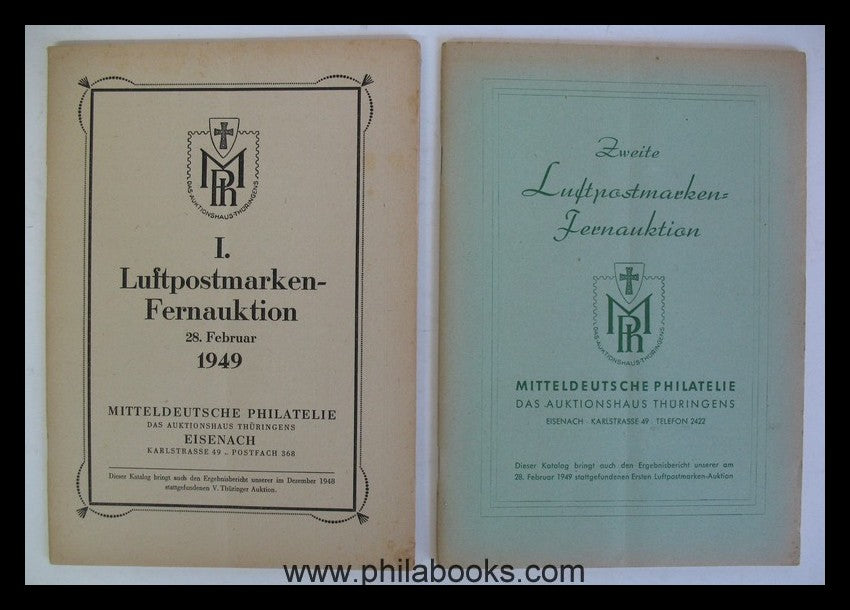 MPh
DAS AUKTIONSHAUS THÜRINGENS
I.
Luftpostmarken-
Fernauktion
28. Februar
1949
MITTELDEUTSCHE PHILATELIE
DAS AUKTIONSHAUS THÜRINGENS
EISENACH
KARLSTRASSE 49 .. POSTFACH 368
Dieser Katalog bringt auch den Ergebnisbericht unserer im Dezember 1948
stattgefundenen V. Thüringer Auktion.
Zweite
Luftpostmarken-
Fernauktion
MPh
DAS AUKTIONSHAUS THÜRINGENS
MITTELDEUTSCHE PHILATELIE
DAS AUKTIONSHAUS THÜRINGENS
EISENACH · KARLSTRASSE 49 · TELEFON 2422
Dieser Katalog bringt auch den Ergebnisbericht unserer am
28. Februar 1949 stattgefundenen Ersten Luftpostmarken-Auktion
www.philabooks.com